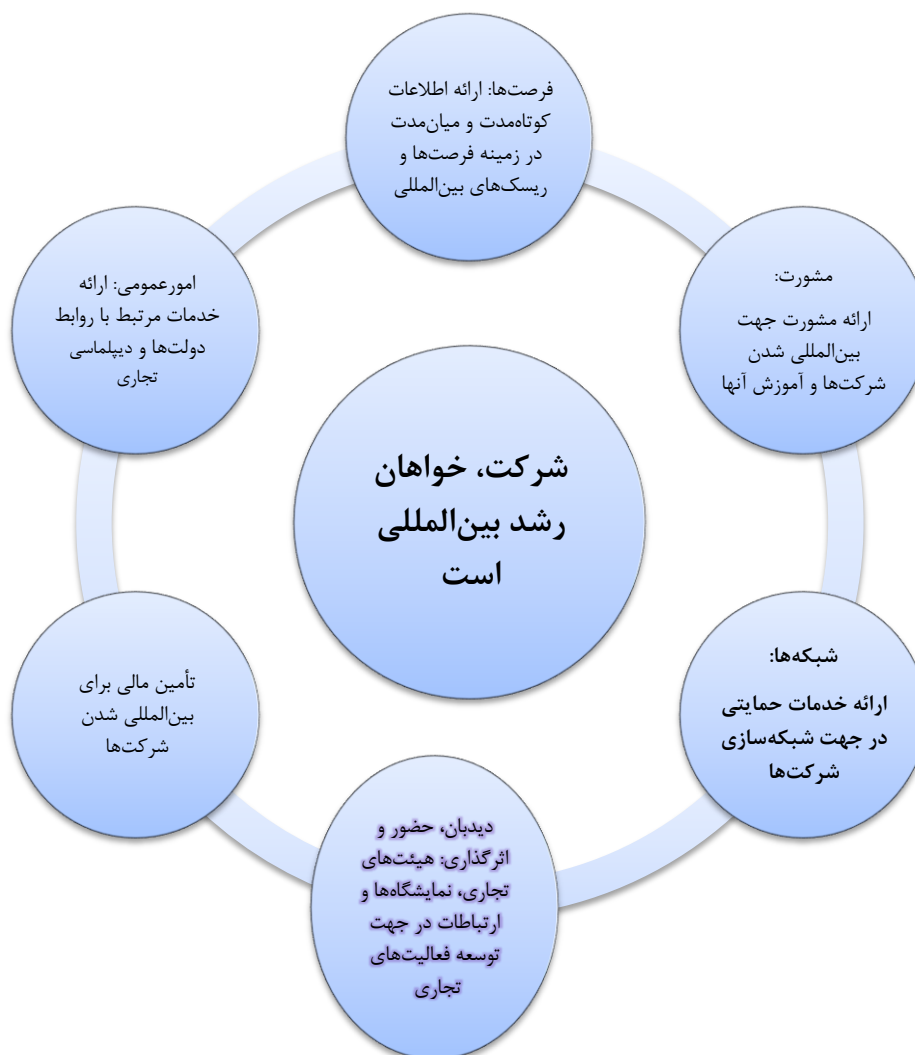 فرصت‌ها: ارائه اطلاعات
کوتاه‌مدت و میان‌مدت
در زمینه فرصت‌ها و
ریسک‌های بین‌المللی
مشورت:
ارائه مشورت جهت
بین‌المللی شدن
شرکت‌ها و آموزش آنها
شبکه‌ها:
ارائه خدمات حمایتی
در جهت شبکه‌سازی
شرکت‌ها
دیدبان، حضور و
اثرگذاری: هیئت‌های
تجاری، نمایشگاه‌ها و
ارتباطات در جهت
توسعه فعالیت‌های
تجاری
تأمین مالی برای
بین‌المللی شدن
شرکت‌ها
امورعمومی: ارائه
خدمات مرتبط با روابط
دولت‌ها و دیپلماسی
تجاری
شرکت، خواهان
رشد بین‌المللی
است